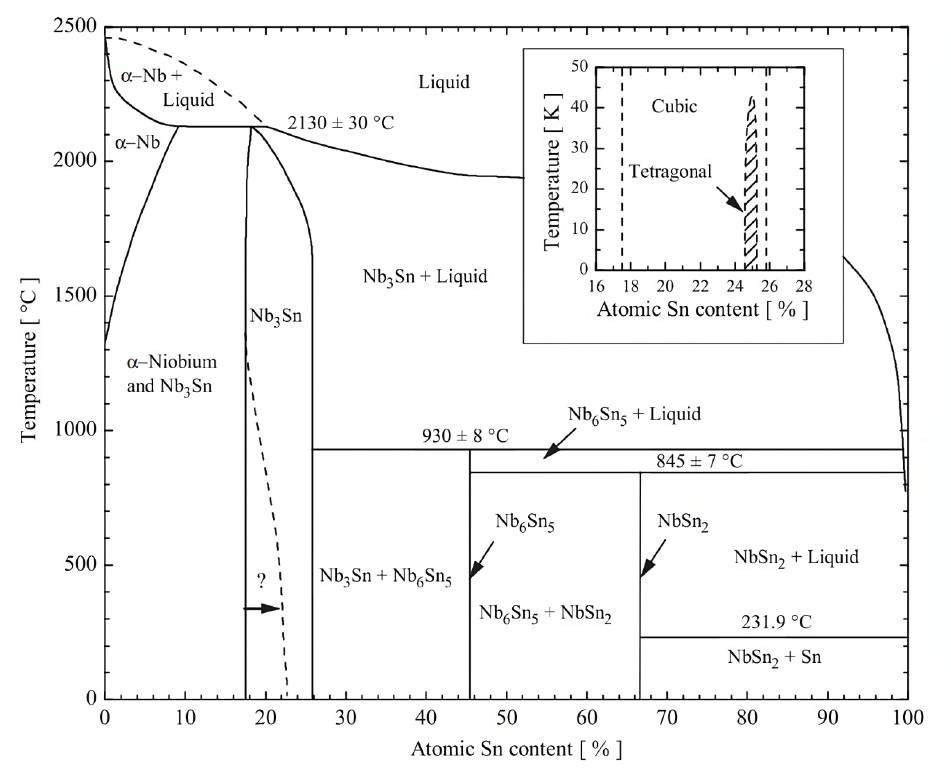 2500
2000
1500
1000
500
0
Temperature [ °C]
0
10
20
30
40
50
60
70
80
90
100
Atomic Sn content [ % ]
α–Nb +
Liquid
α–Nb
2130 ± 30 °C
Liquid
Nb₃Sn + Liquid
Nb₃Sn
α–Niobium
and Nb₃Sn
?
930 ± 8 °C
Nb₆Sn₅ + Liquid
845 ± 7 °C
Nb₆Sn₅
NbSn₂
NbSn₂ + Liquid
Nb₃Sn + Nb₆Sn₅
Nb₆Sn₅ + NbSn₂
231.9 °C
NbSn₂ + Sn
50
40
30
20
10
0
Temperature [ K]
Cubic
Tetragonal
16
18
20
22
24
26
28
Atomic Sn content [ % ]